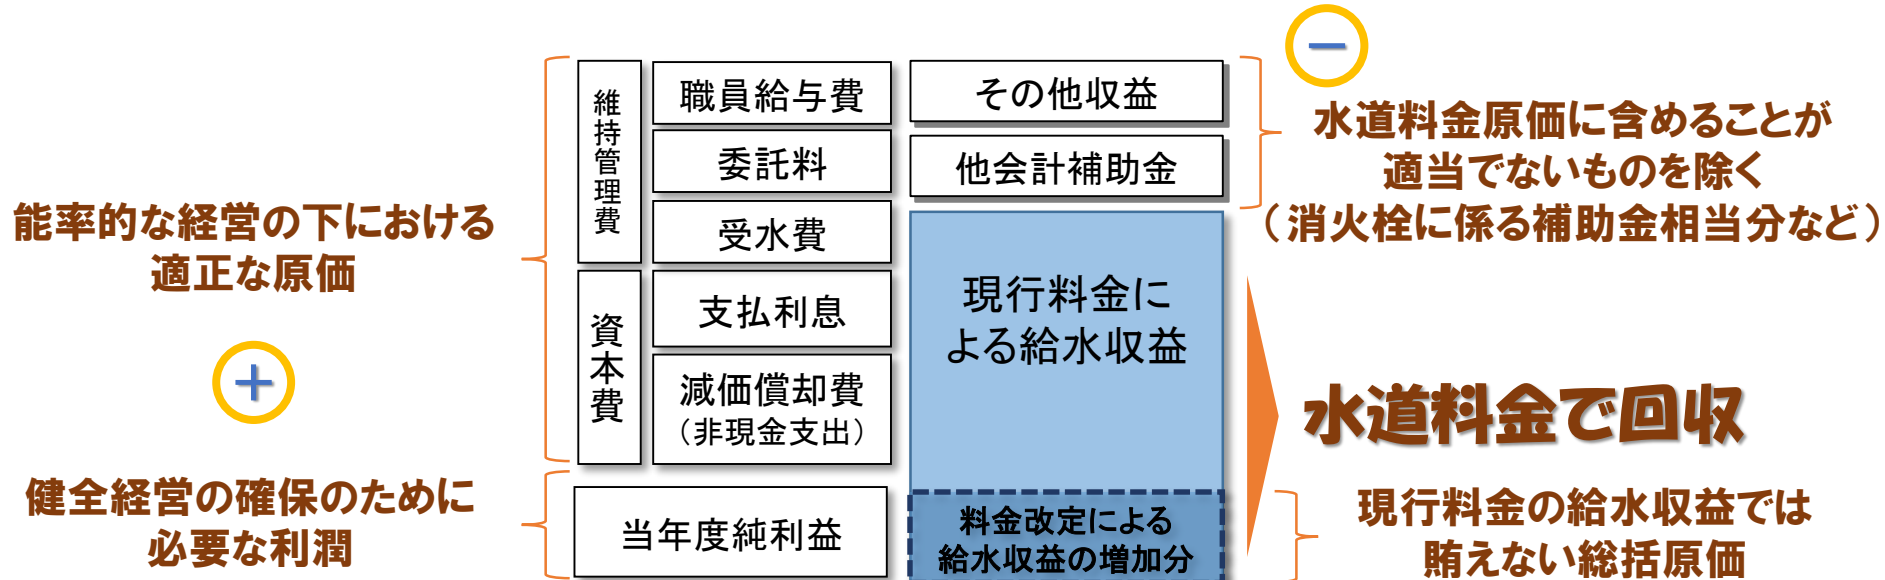 能率的な経営の下における
適正な原価
＋
健全経営の確保のために
必要な利潤
維持管理費
職員給与費
委託料
受水費
資本費
支払利息
減価償却費
（非現金支出）
当年度純利益
その他収益
他会計補助金
現行料金に
よる給水収益
料金改定による
給水収益の増加分
－
水道料金原価に含めることが
適当でないものを除く
（消火栓に係る補助金相当分など）
水道料金で回収
現行料金の給水収益では
賄えない総括原価